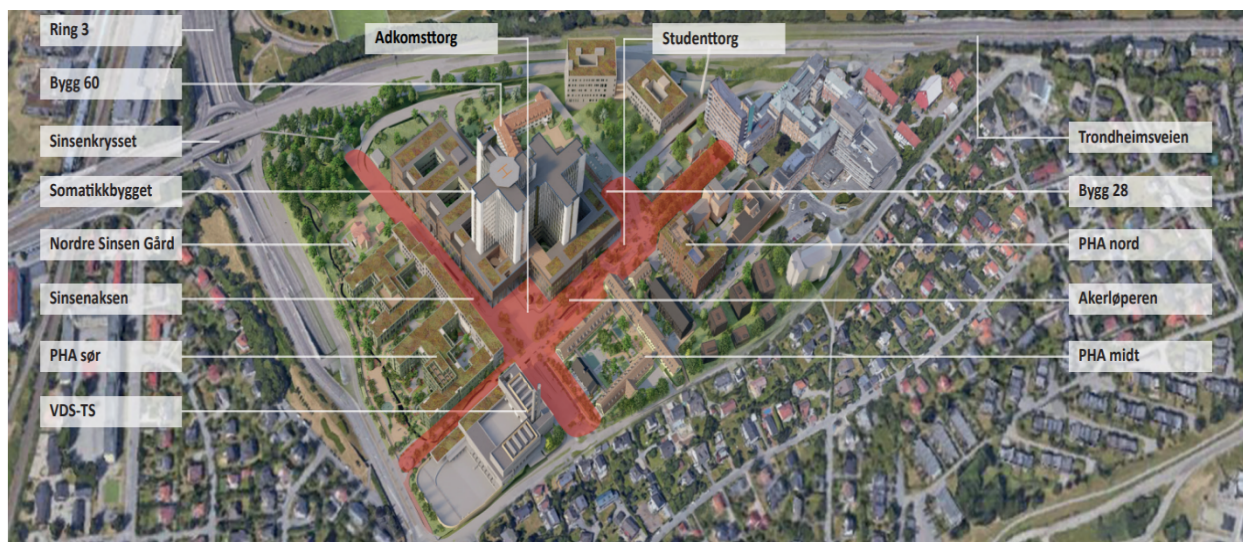 Ring 3
Adkomsttorg
Studenttorg
Bygg 60
Sinsenkrysset
Trondheimsveien
Somatikkbygget
Bygg 28
Nordre Sinsen Gård
PHA nord
Sinsenaksen
Akerløperen
PHA sør
PHA midt
VDS-TS
H